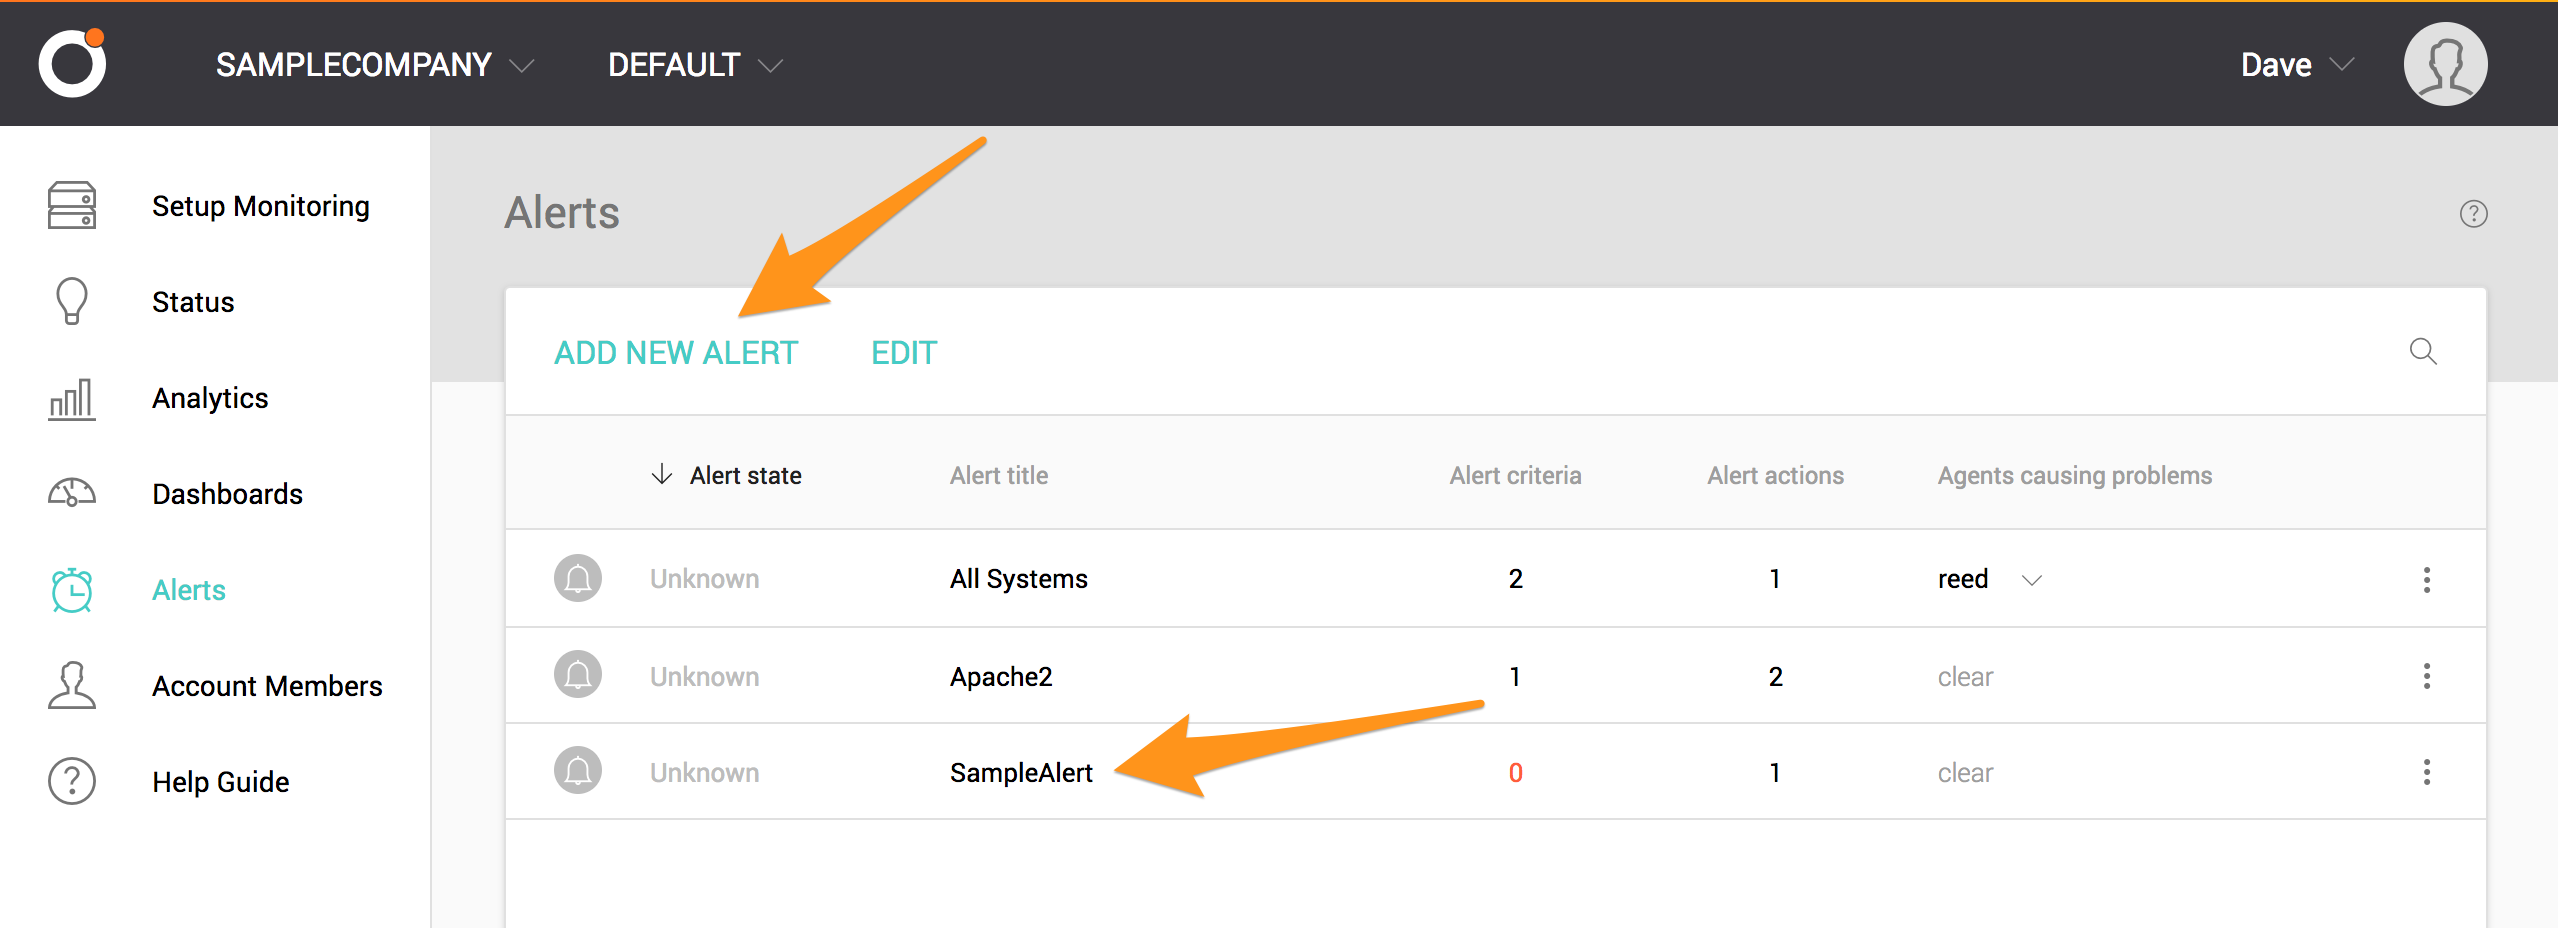 SAMPLECOMPANY DEFAULT Dave
Setup Monitoring
Status
Analytics
Dashboards
Alerts
Account Members
Help Guide
Alerts
ADD NEW ALERT EDIT
Alert state Alert title Alert criteria Alert actions Agents causing problems
Unknown All Systems 2 1 reed
Unknown Apache2 1 2 clear
Unknown SampleAlert 0 1 clear